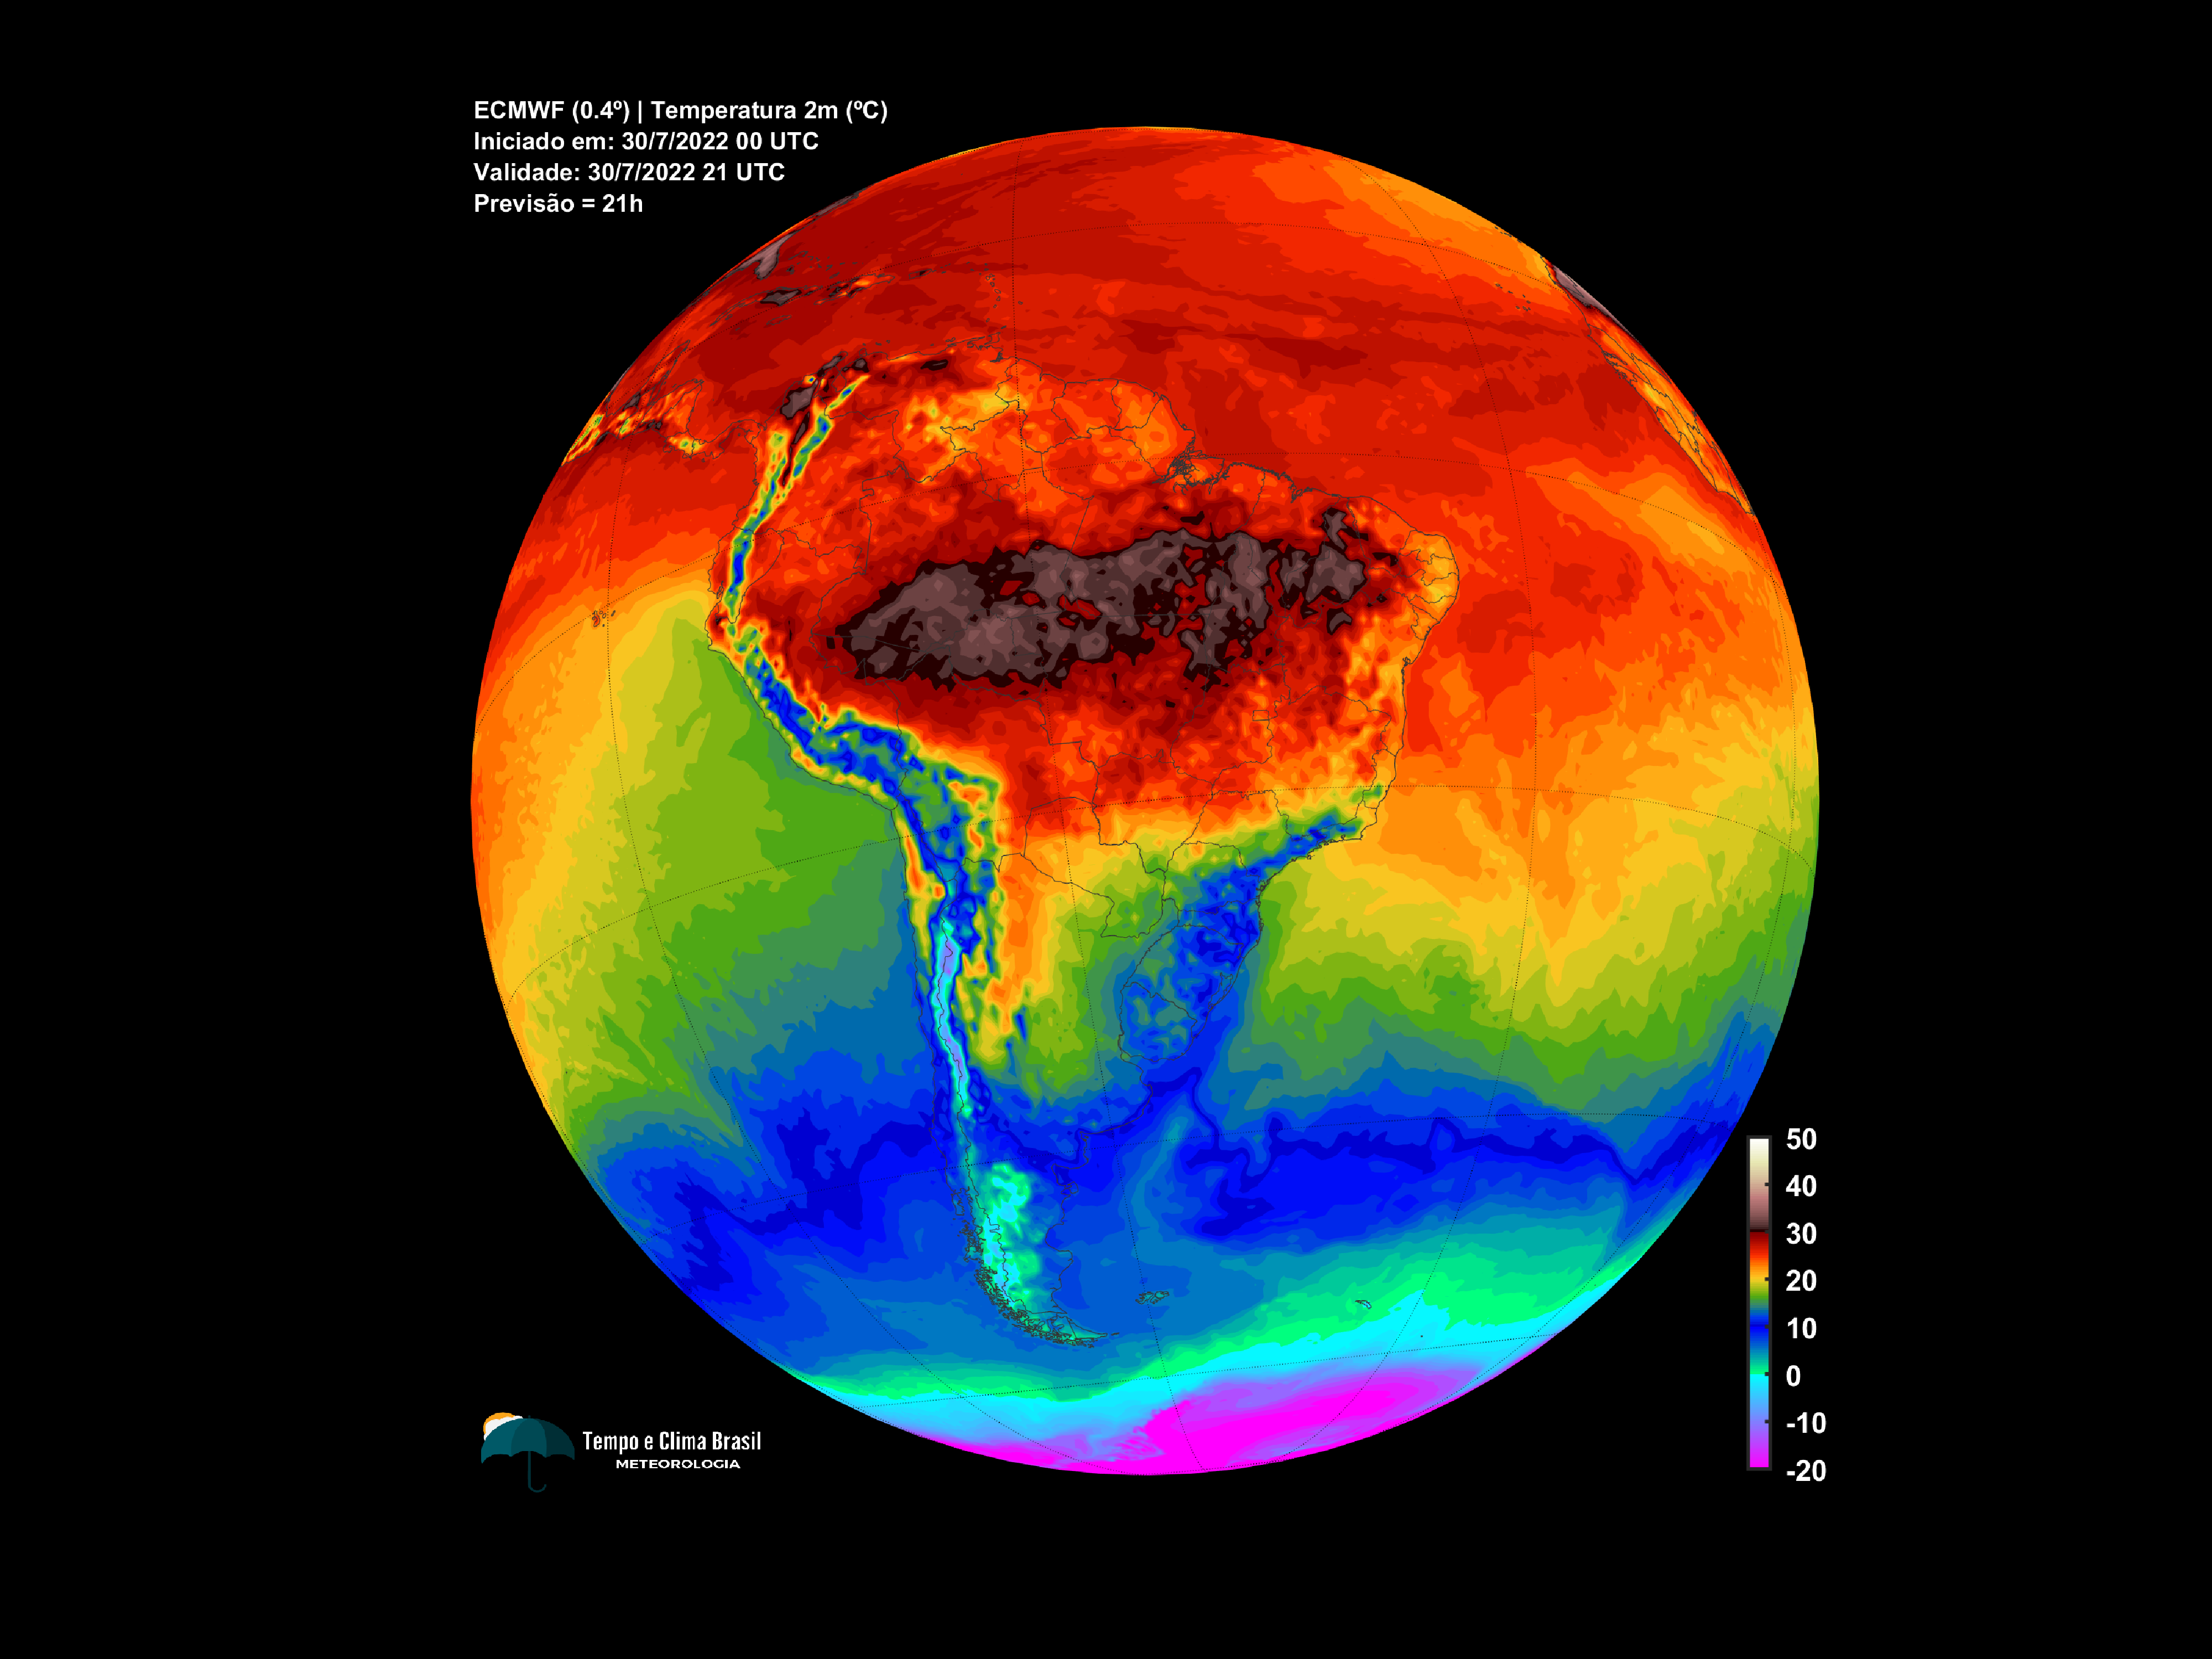 ECMWF (0.4º) | Temperatura 2m (ºC)
Iniciado em: 30/7/2022 00 UTC
Validade: 30/7/2022 21 UTC
Previsão = 21h
50
40
30
20
10
0
-10
-20
Tempo e Clima Brasil
METEOROLOGIA